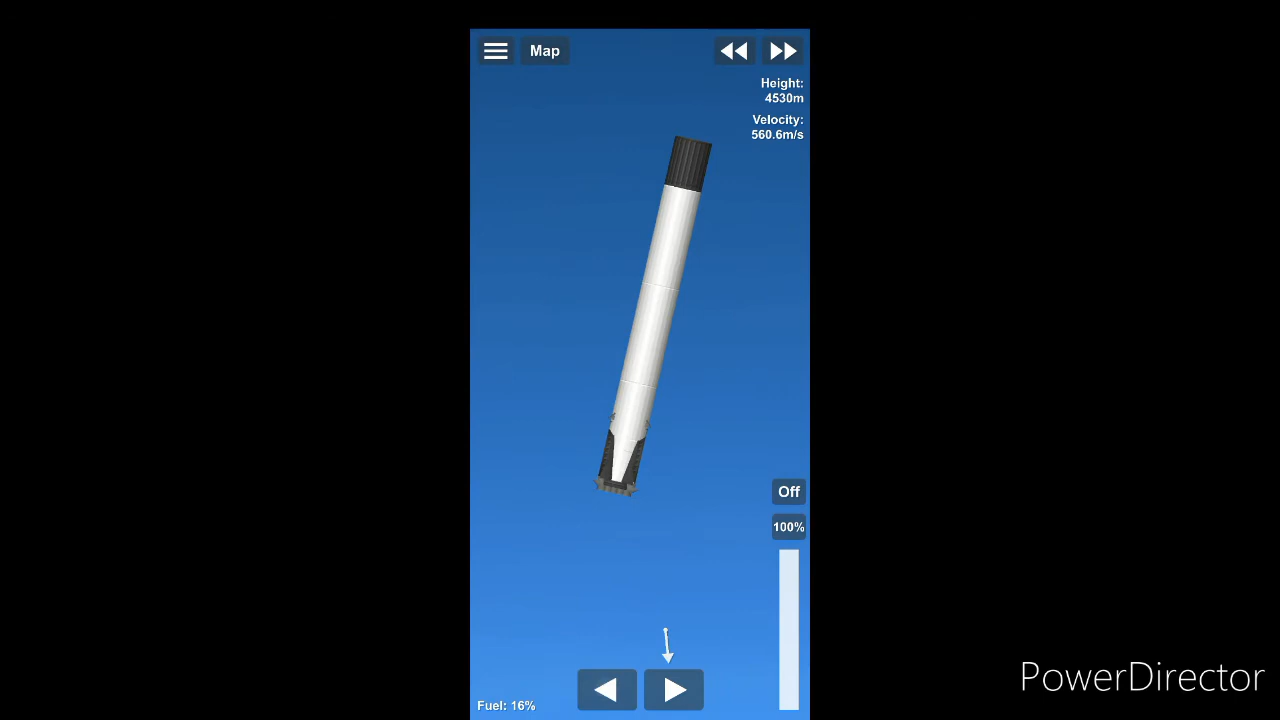 Map
Height:
4530m
Velocity:
560.6m/s
Off
100%
PowerDirector
Fuel: 16%